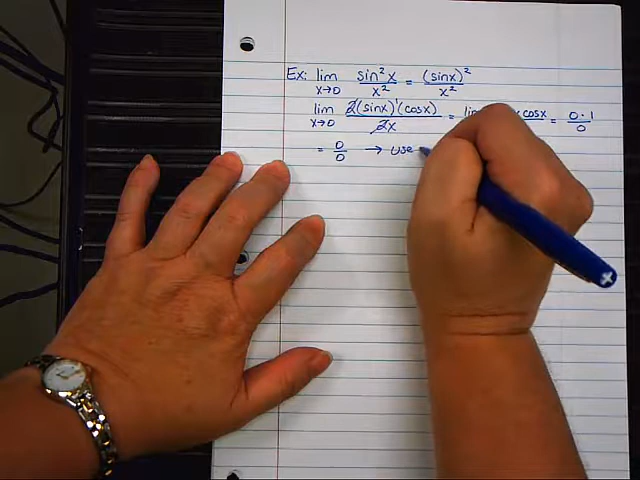 Ex: lim x→0 sin²x/x² = (sinx)²/x²
lim x→0 2(sinx)¹(cosx)/2x = cosx = 0·1/0
= 0/0 → use